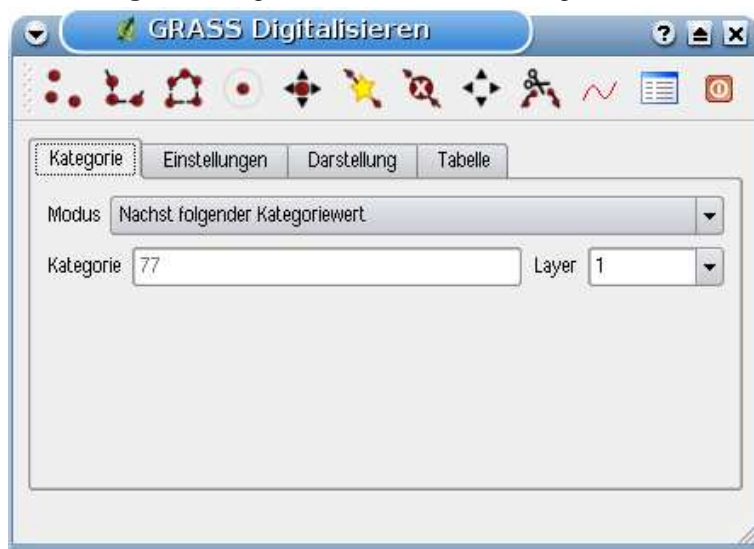 GRASS Digitalisieren
Kategorie Einstellungen Darstellung Tabelle
Modus Nachst folgender Kategoriewert
Kategorie 77 Layer 1